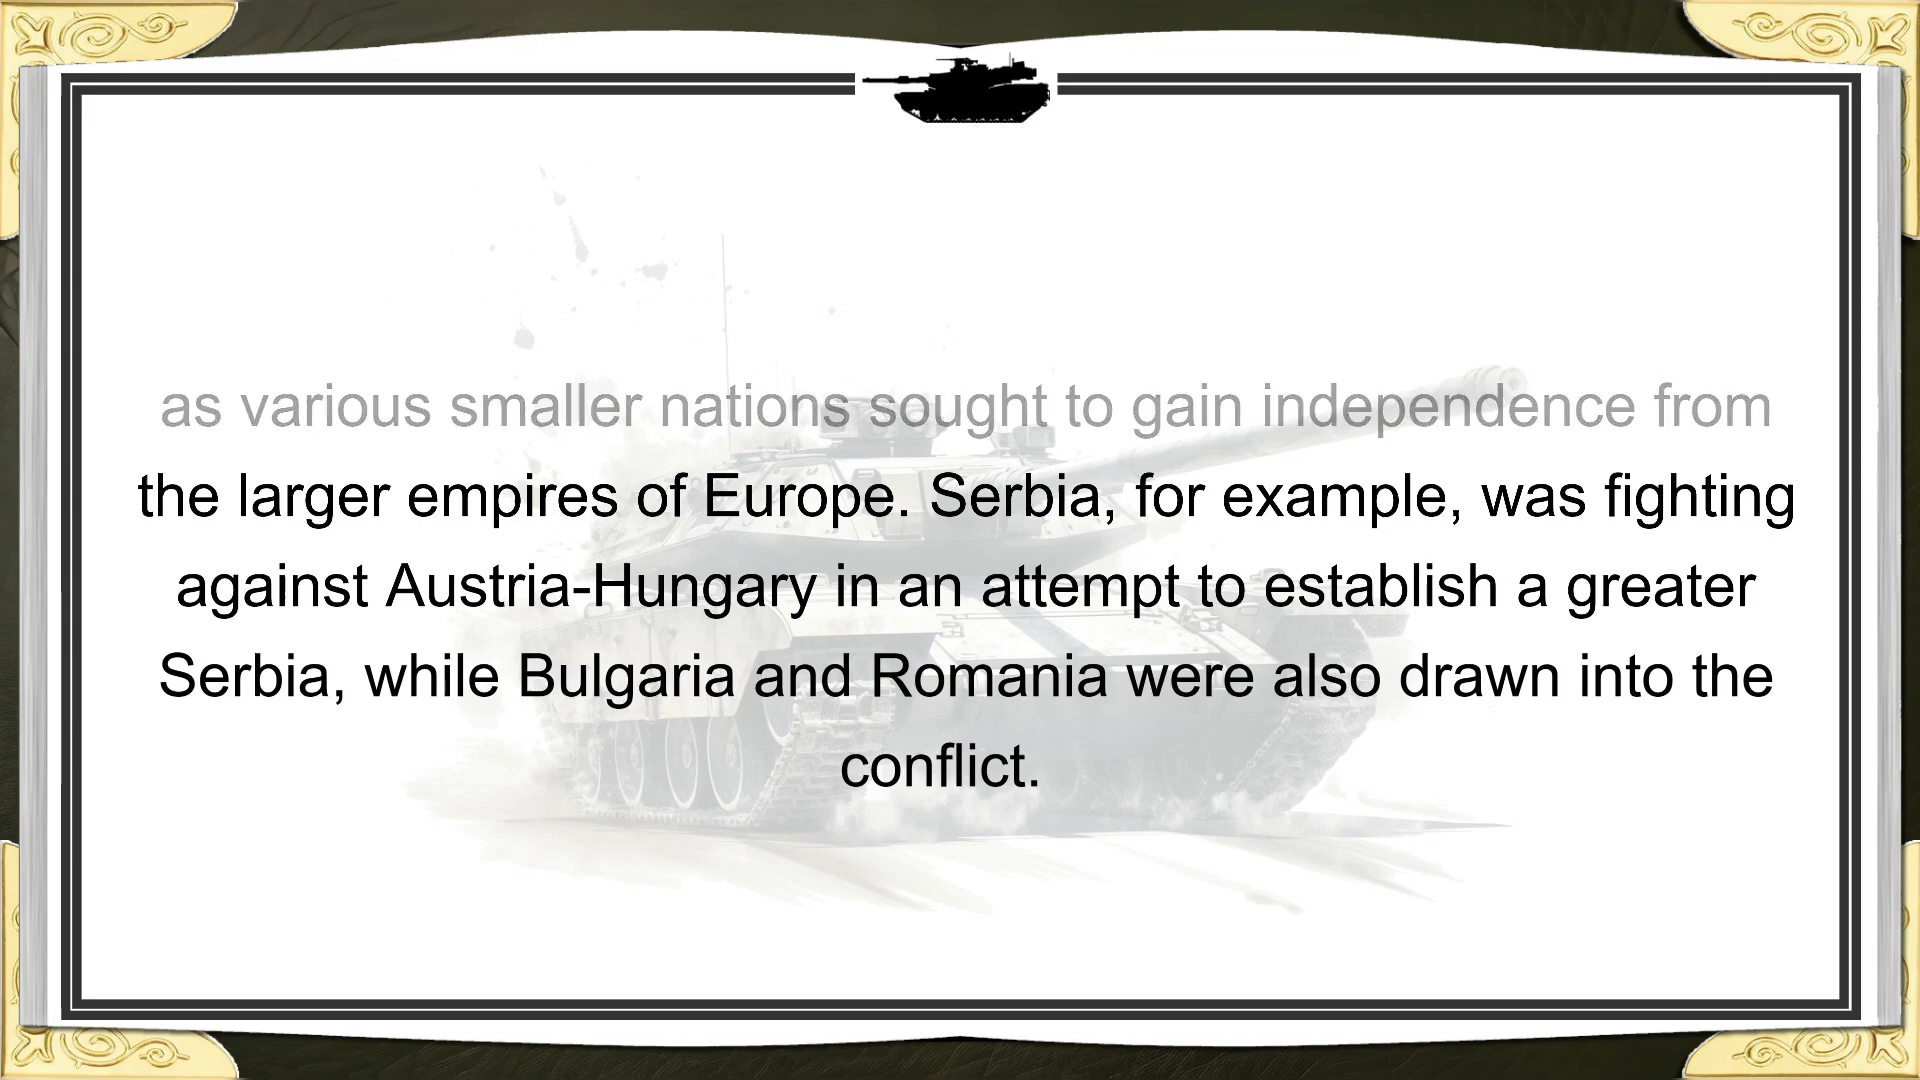 as various smaller nations sought to gain independence from
the larger empires of Europe. Serbia, for example, was fighting
against Austria-Hungary in an attempt to establish a greater
Serbia, while Bulgaria and Romania were also drawn into the
conflict.